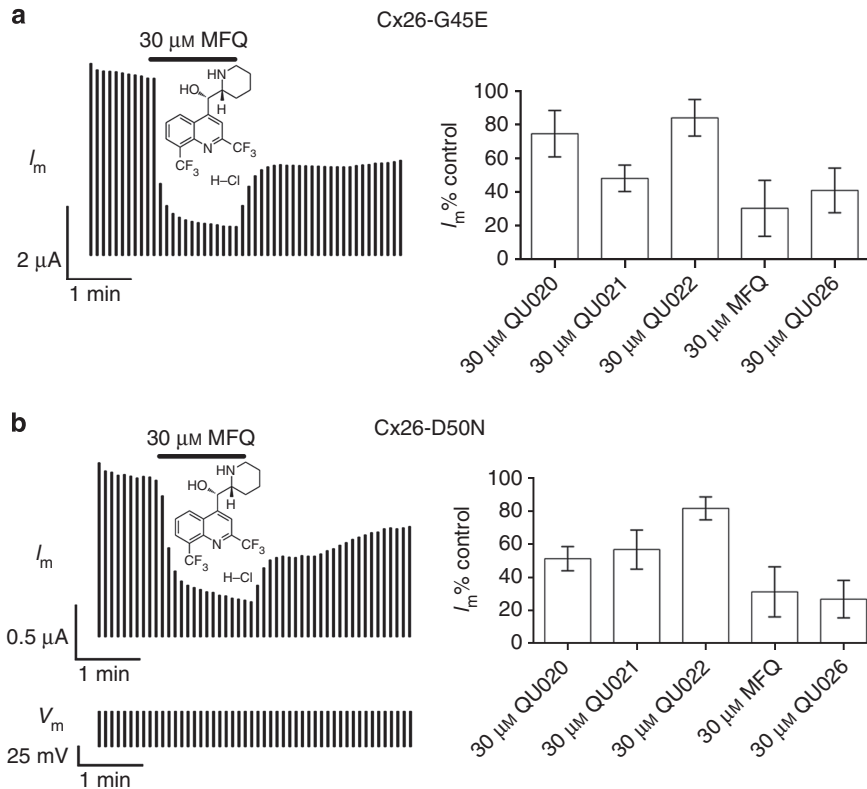 a
Cx26-G45E
30 μM MFQ
HN
HO
H
N
CF3
CF3
H–Cl
Im
2 μA
1 min
Im% control
100
80
60
40
20
0
30 μM QU020
30 μM QU021
30 μM QU022
30 μM MFQ
30 μM QU026
b
Cx26-D50N
30 μM MFQ
HN
HO
H
N
CF3
CF3
H–Cl
Im
0.5 μA
1 min
Vm
25 mV
1 min
Im% control
100
80
60
40
20
0
30 μM QU020
30 μM QU021
30 μM QU022
30 μM MFQ
30 μM QU026